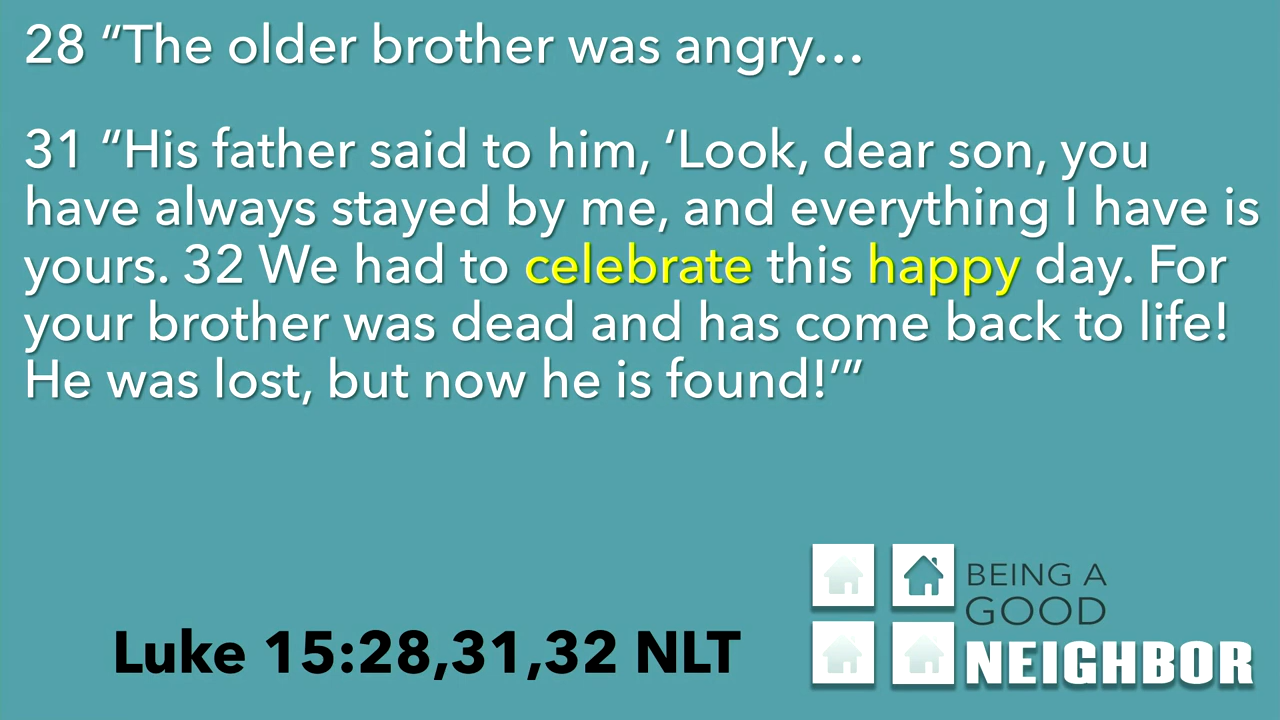 28 “The older brother was angry…
31 “His father said to him, ‘Look, dear son, you
have always stayed by me, and everything I have is
yours. 32 We had to celebrate this happy day. For
your brother was dead and has come back to life!
He was lost, but now he is found!’”
Luke 15:28,31,32 NLT
BEING A
GOOD
NEIGHBOR